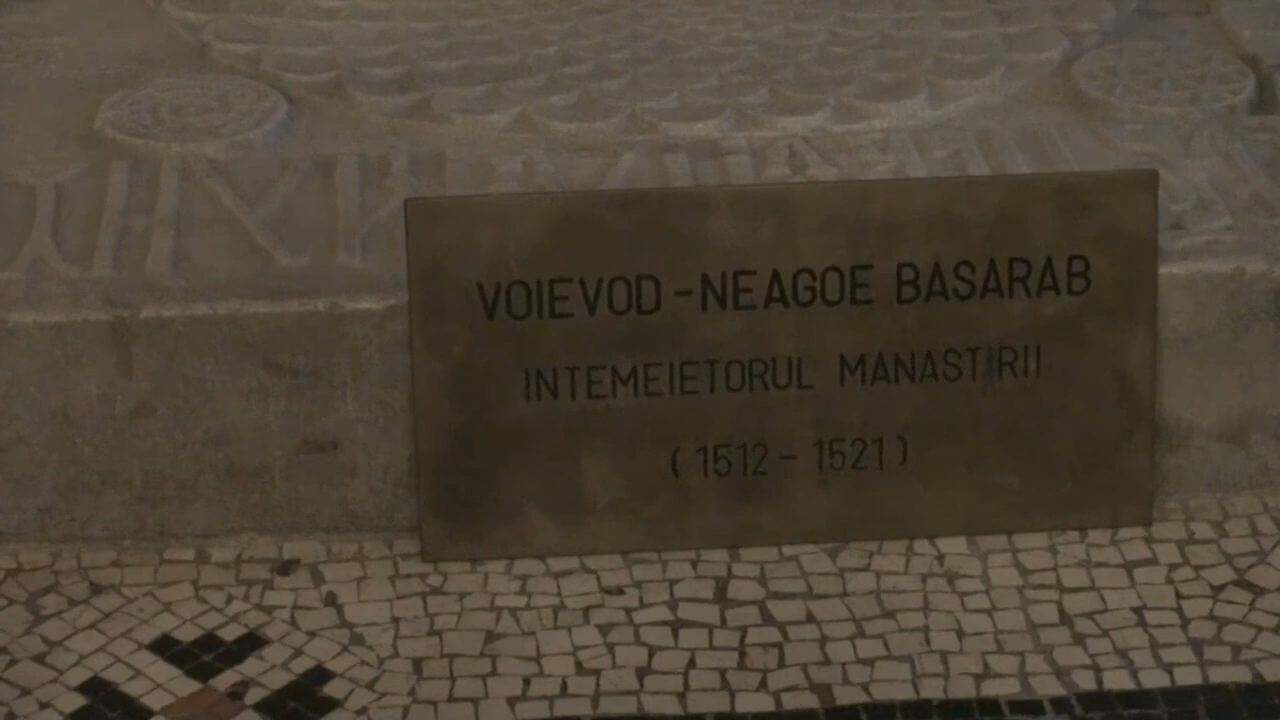 VOIEVOD - NEAGOE BASARAB
INTEMEIETORUL MANASTIRII
( 1512 - 1521 )